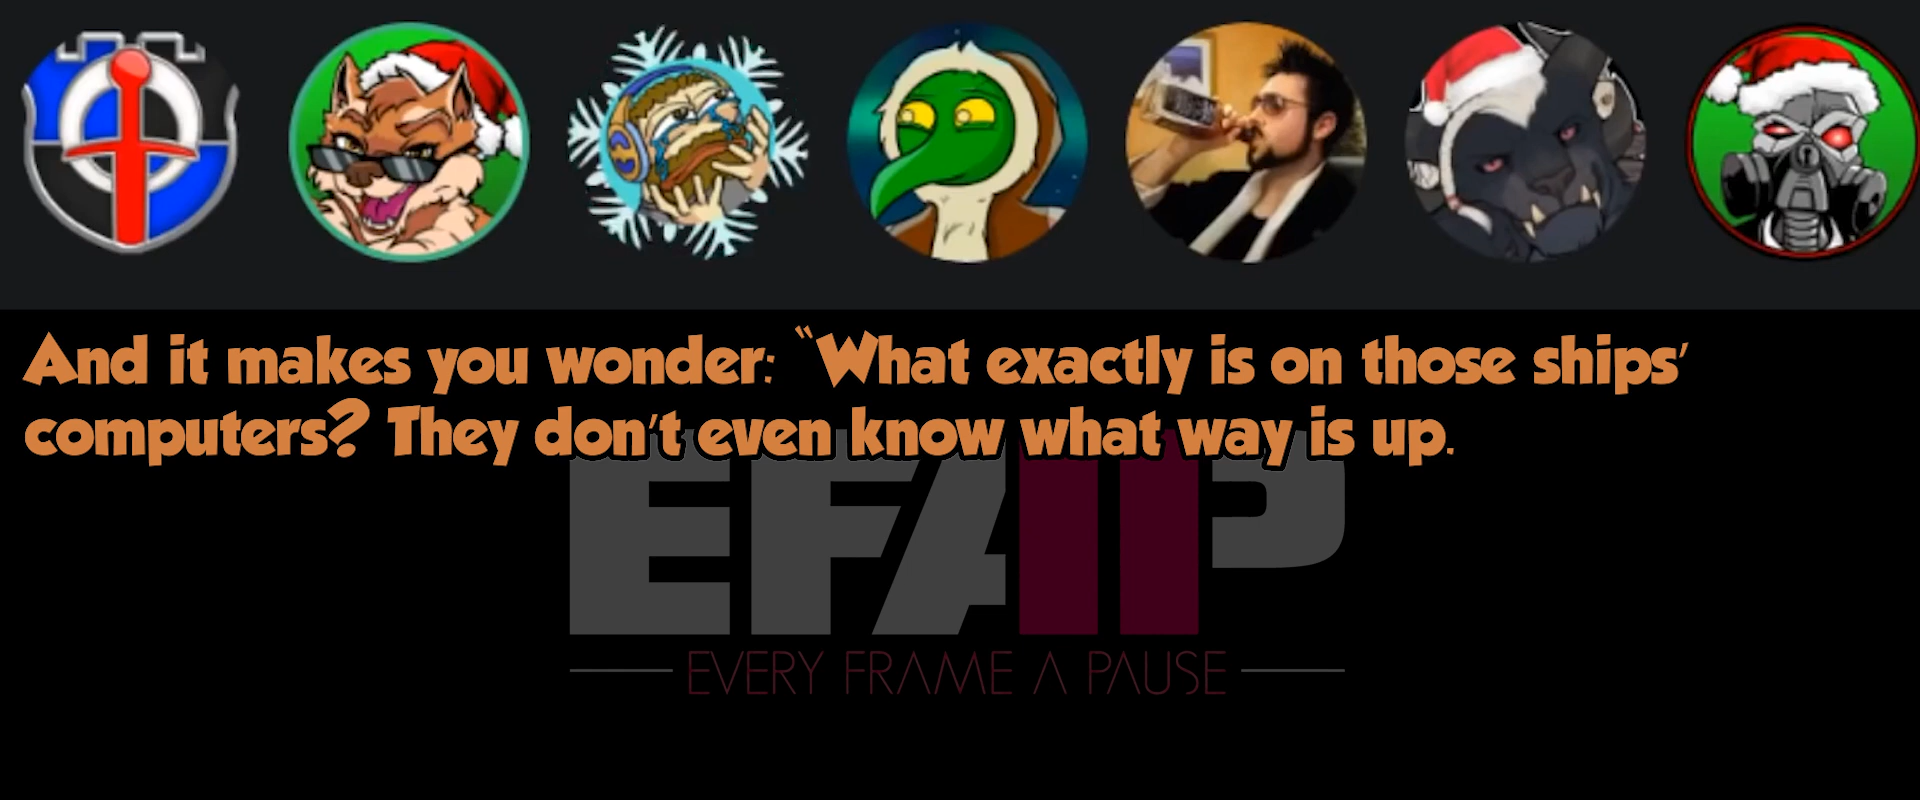 And it makes you wonder: “What exactly is on those ships’
computers? They don’t even know what way is up.
EFAP
EVERY FRAME A PAUSE